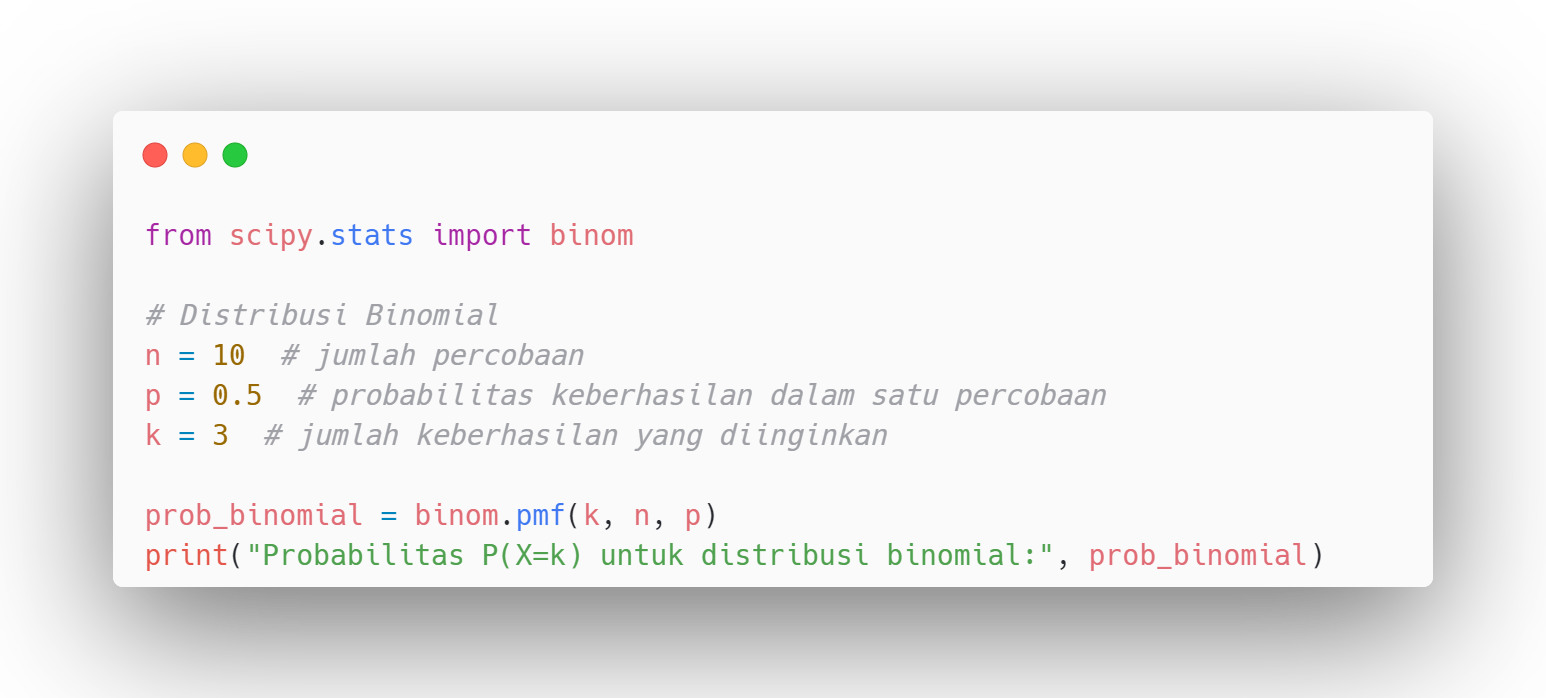 from scipy.stats import binom
# Distribusi Binomial
n = 10  # jumlah percobaan
p = 0.5  # probabilitas keberhasilan dalam satu percobaan
k = 3  # jumlah keberhasilan yang diinginkan
prob_binomial = binom.pmf(k, n, p)
print("Probabilitas P(X=k) untuk distribusi binomial:", prob_binomial)